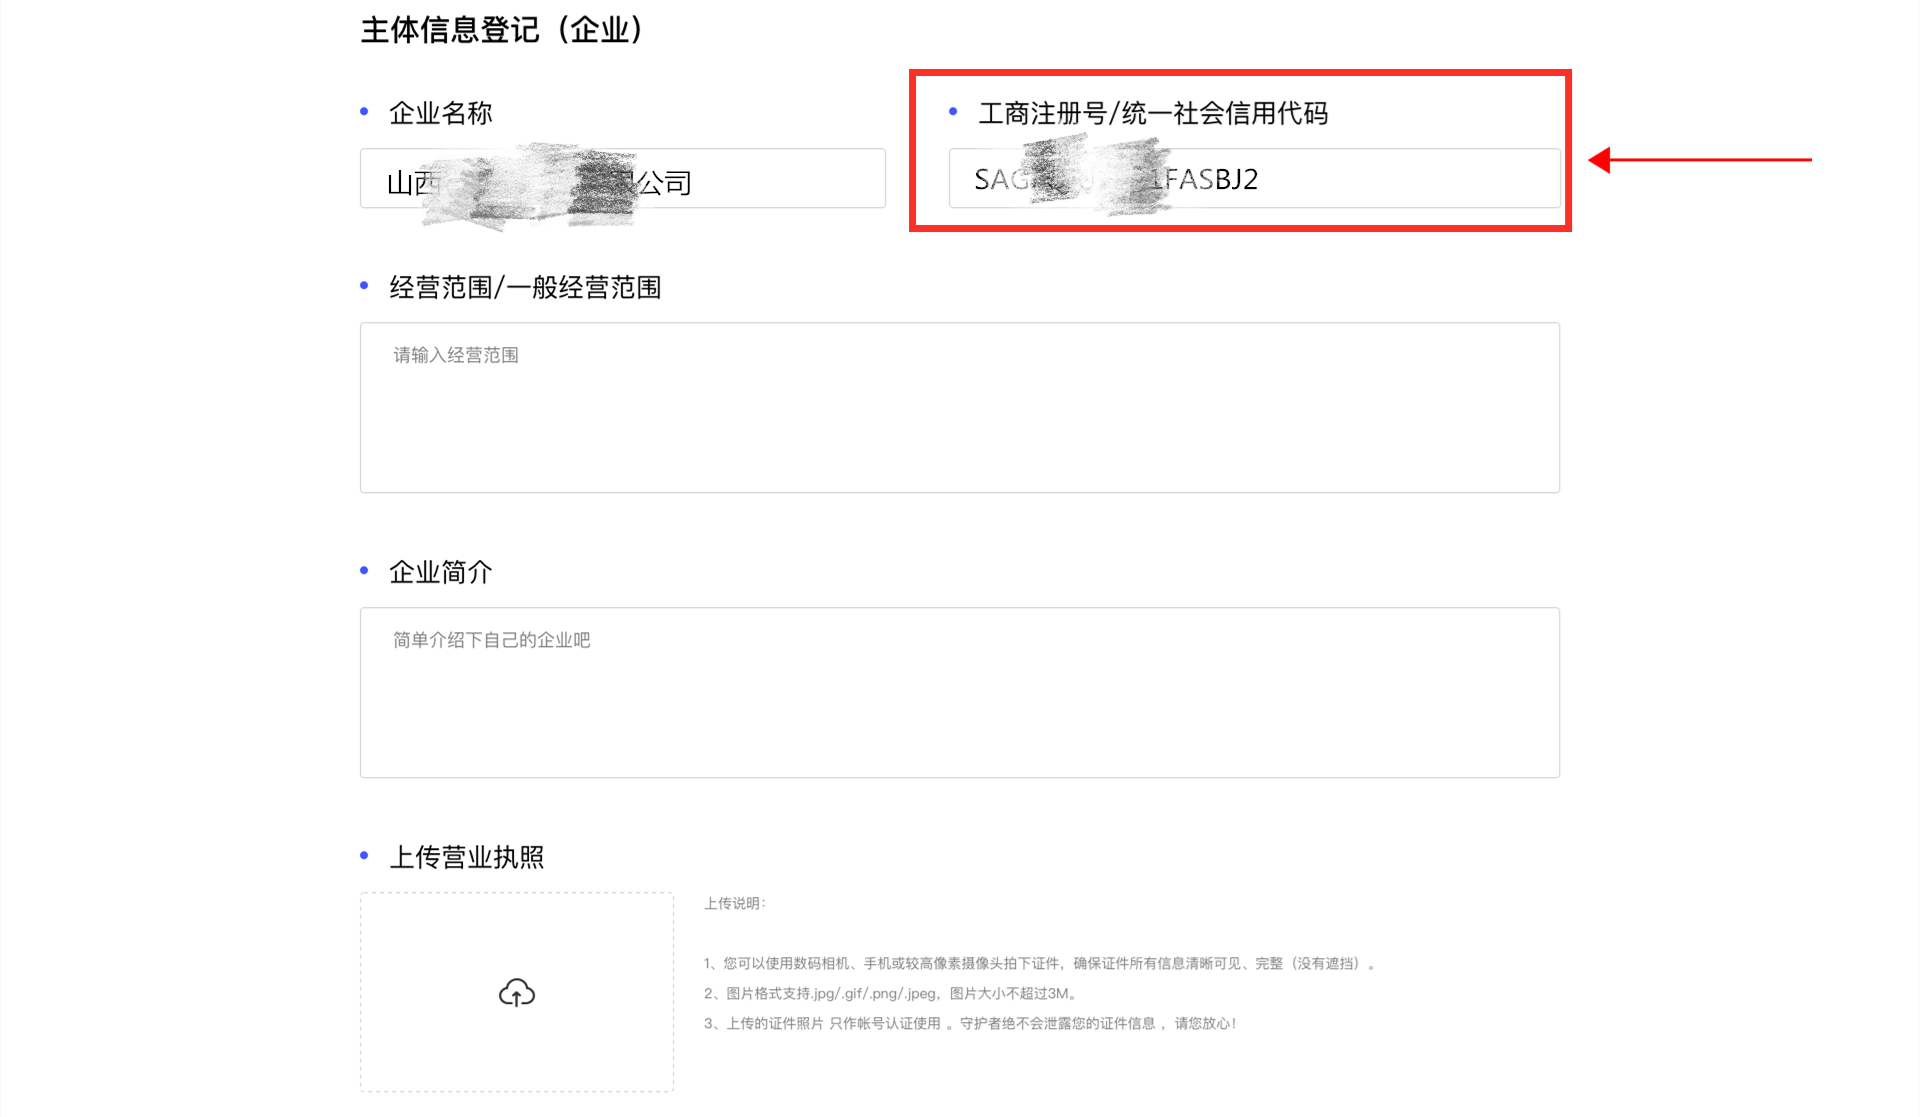 主体信息登记（企业）
企业名称
工商注册号/统一社会信用代码
山西 公司
SAG FASBJ2
经营范围/一般经营范围
请输入经营范围
企业简介
简单介绍下自己的企业吧
上传营业执照
上传说明：
1、您可以使用数码相机、手机或较高像素摄像头拍下证件，确保证件所有信息清晰可见、完整（没有遮挡）。
2、图片格式支持.jpg/.gif/.png/.jpeg，图片大小不超过3M。
3、上传的证件照片 只作帐号认证使用 。守护者绝不会泄露您的证件信息 ，请您放心！